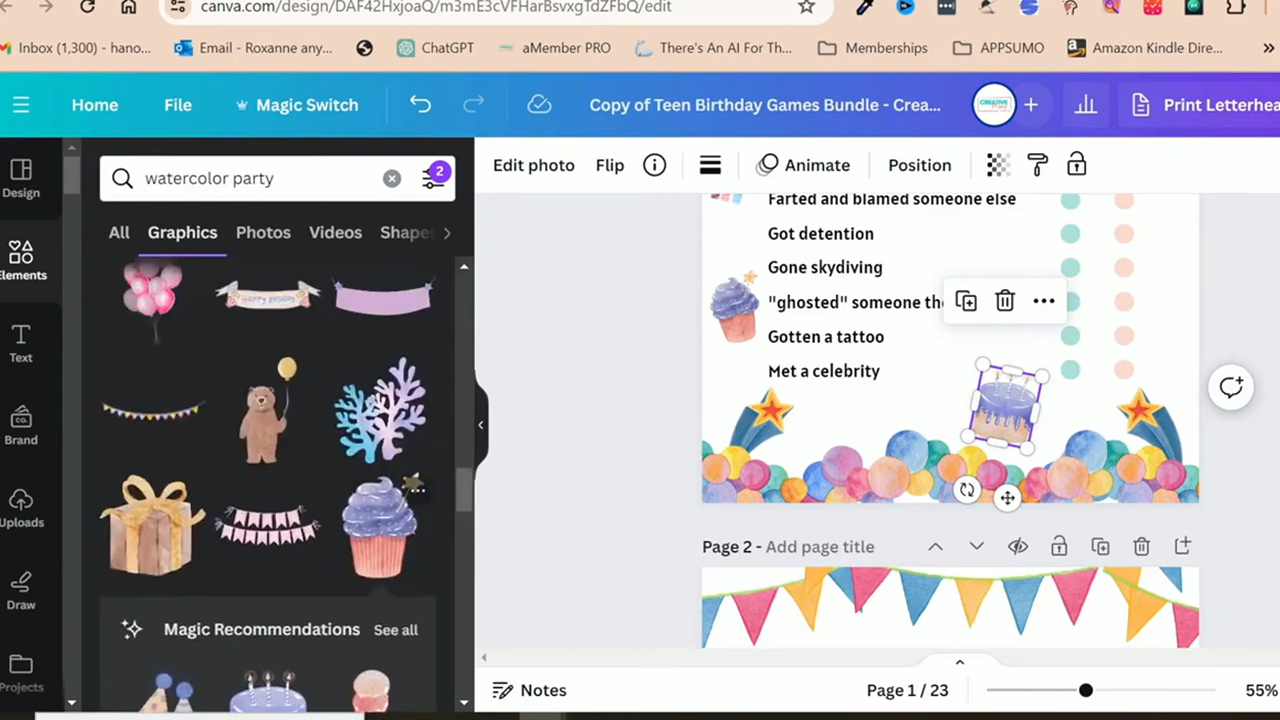 canva.com/design/DAF42HxjoaQ/m3mE3cVFHarBsvxgTdZFbQ/edit
Inbox (1,300) - hano...
Email - Roxanne any...
ChatGPT
aMember PRO
There's An AI For Th...
Memberships
APPSUMO
Amazon Kindle Dire...
»
Home
File
Magic Switch
Copy of Teen Birthday Games Bundle - Crea...
CREATIVE
Print Letterhea
Design
Elements
Text
Brand
Uploads
Draw
Projects
watercolor party
2
All
Graphics
Photos
Videos
Shapes
Magic Recommendations
See all
Edit photo
Flip
Animate
Position
Farted and blamed someone else
Got detention
Gone skydiving
"ghosted" someone the
Gotten a tattoo
Met a celebrity
Page 2 - Add page title
Notes
Page 1 / 23
55%